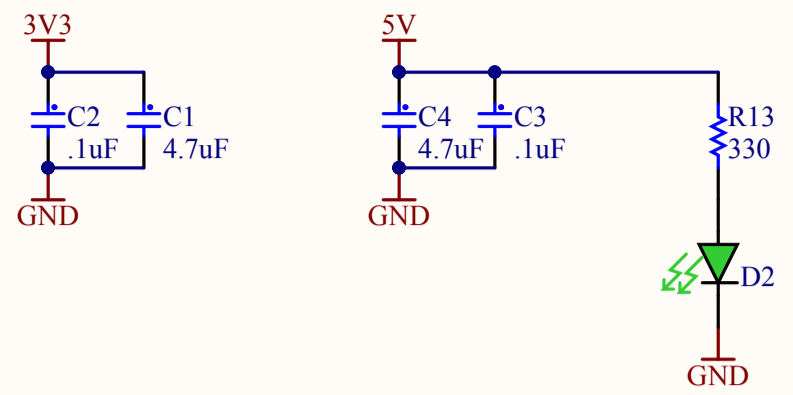 3V3
C2
.1uF
C1
4.7uF
GND
5V
C4
4.7uF
C3
.1uF
GND
R13
330
D2
GND